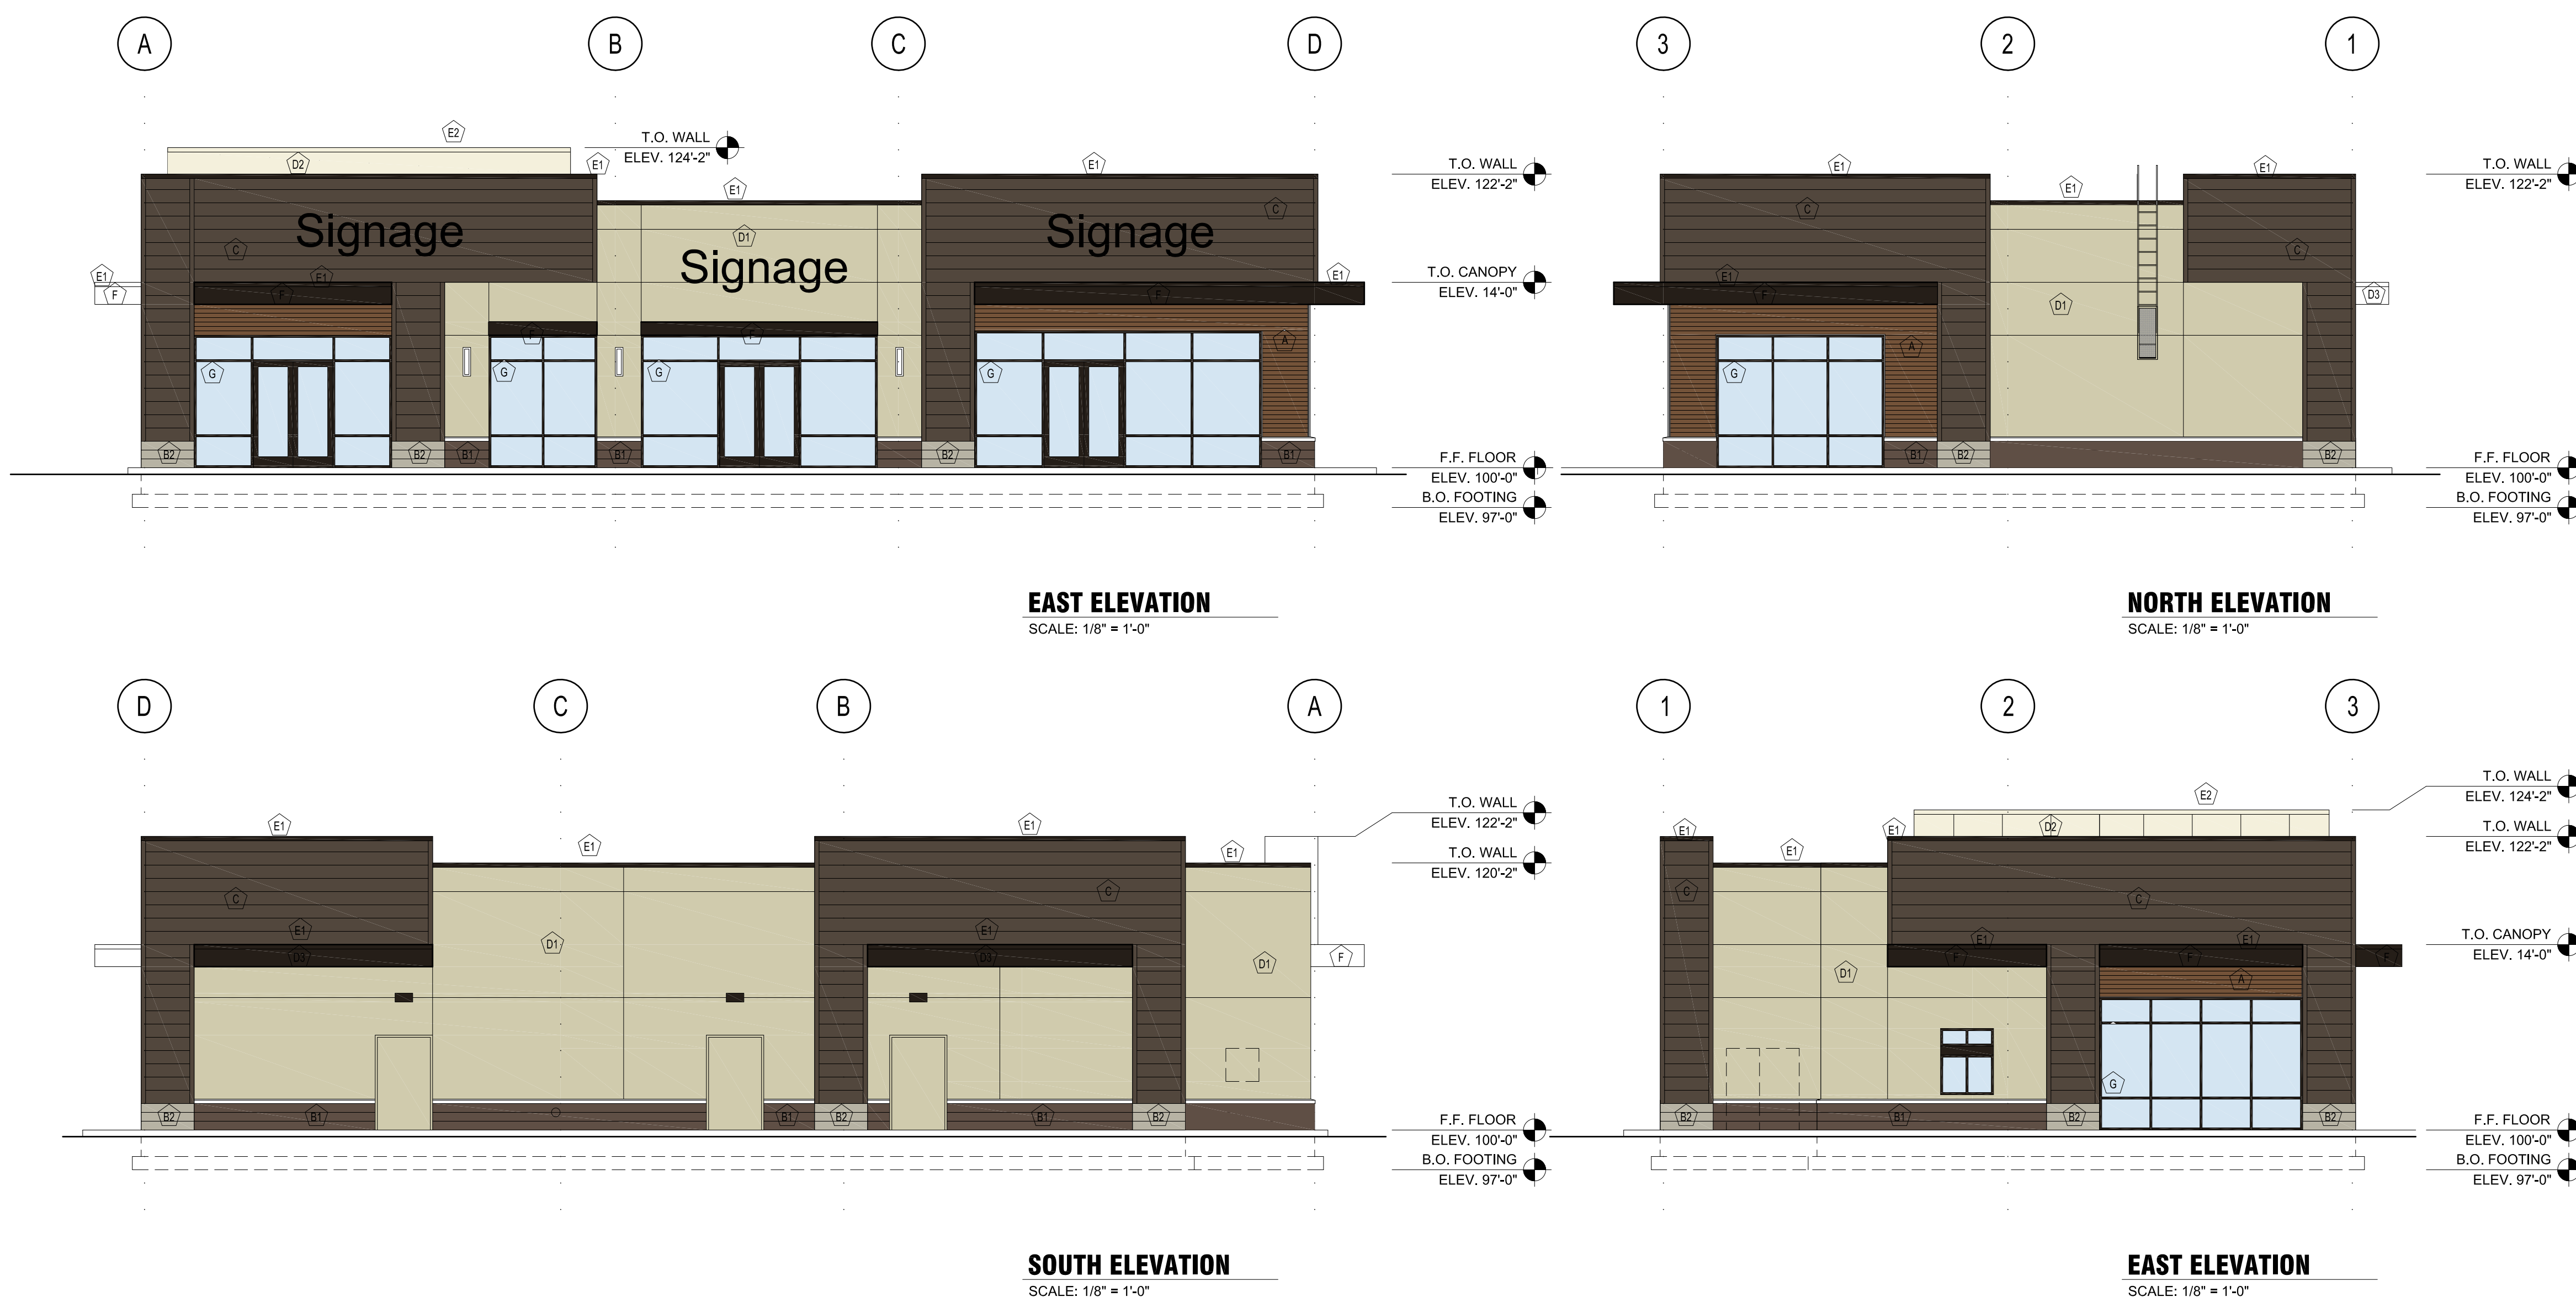 A
B
C
D
3
2
1
E2
T.O. WALL
ELEV. 124'-2"
D2
E1
E1
E1
T.O. WALL
ELEV. 122'-2"
E1
E1
E1
T.O. WALL
ELEV. 122'-2"
Signage
Signage
Signage
C
D1
C
C
C
E1
F
E1
F
E1
F
T.O. CANOPY
ELEV. 14'-0"
E1
F
D1
D3
F
F
A
A
G
G
G
G
G
B2
B2
B1
B1
B2
B1
F.F. FLOOR
ELEV. 100'-0"
B.O. FOOTING
ELEV. 97'-0"
B1
B2
B2
F.F. FLOOR
ELEV. 100'-0"
B.O. FOOTING
ELEV. 97'-0"
EAST ELEVATION
SCALE: 1/8" = 1'-0"
NORTH ELEVATION
SCALE: 1/8" = 1'-0"
D
C
B
A
1
2
3
E1
E1
E1
E1
T.O. WALL
ELEV. 122'-2"
T.O. WALL
ELEV. 120'-2"
E1
E1
E1
E2
D2
T.O. WALL
ELEV. 124'-2"
T.O. WALL
ELEV. 122'-2"
C
C
C
C
E1
D3
D1
E1
D3
D1
F
D1
E1
F
E1
F
A
F
T.O. CANOPY
ELEV. 14'-0"
G
B2
B1
B1
B2
B1
B2
F.F. FLOOR
ELEV. 100'-0"
B.O. FOOTING
ELEV. 97'-0"
B2
B1
B2
B2
F.F. FLOOR
ELEV. 100'-0"
B.O. FOOTING
ELEV. 97'-0"
SOUTH ELEVATION
SCALE: 1/8" = 1'-0"
EAST ELEVATION
SCALE: 1/8" = 1'-0"